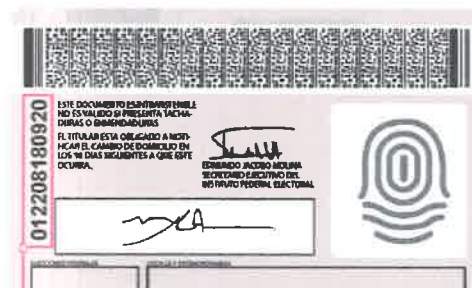 ESTE DOCUMENTO ES INTRANSFERIBLE
NO ES VALIDO SI PRESENTA TACHA-
DURAS O ENMENDADURAS
EL TITULAR ESTA OBLIGADO A NOTI-
FICAR EL CAMBIO DE DOMICILIO EN
LOS 30 DIAS SIGUIENTES A QUE ESTE
OCURRA.
EDMUNDO JACOBO MOLINA
SECRETARIO EJECUTIVO DEL
INSTITUTO FEDERAL ELECTORAL
012208180920